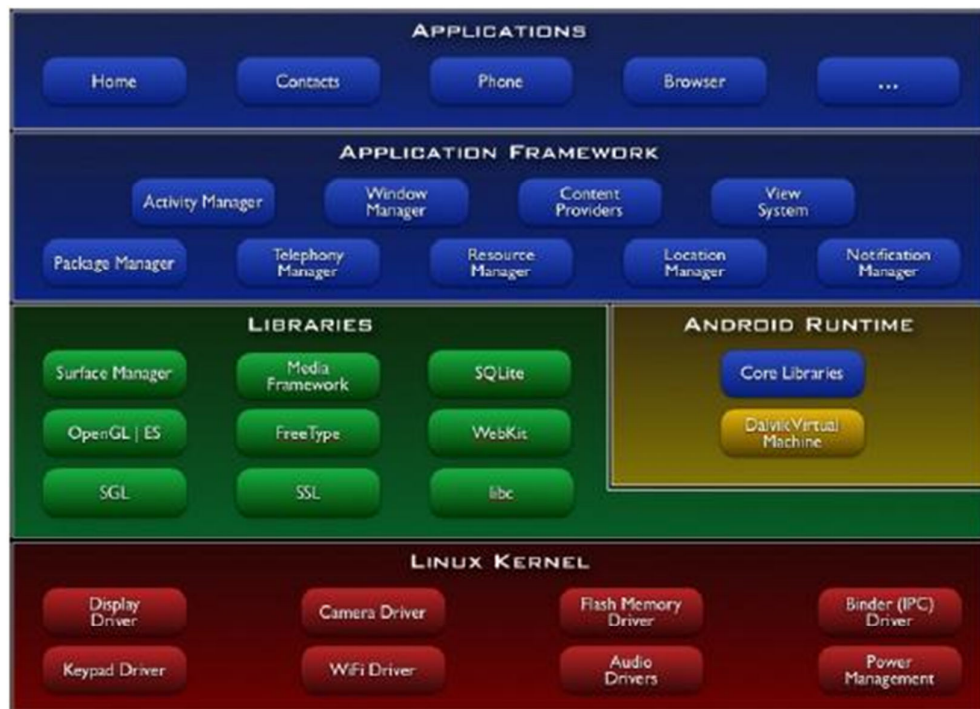 APPLICATIONS
Home
Contacts
Phone
Browser
...
APPLICATION FRAMEWORK
Activity Manager
Window
Manager
Content
Providers
View
System
Package Manager
Telephony
Manager
Resource
Manager
Location
Manager
Notification
Manager
LIBRARIES
Surface Manager
Media
Framework
SQLite
OpenGL | ES
FreeType
WebKit
SGL
SSL
libc
ANDROID RUNTIME
Core Libraries
Dalvik Virtual
Machine
LINUX KERNEL
Display
Driver
Camera Driver
Flash Memory
Driver
Binder (IPC)
Driver
Keypad Driver
WiFi Driver
Audio
Drivers
Power
Management